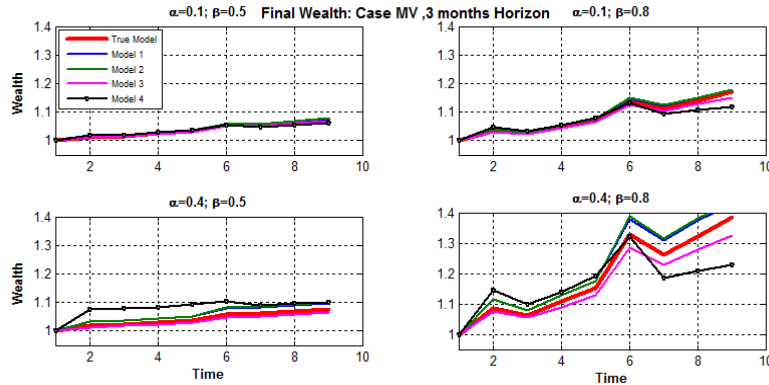 Final Wealth: Case MV ,3 months Horizon
α=0.1; β=0.5
α=0.1; β=0.8
Wealth
1.4
1.3
1.2
1.1
1
True Model
Model 1
Model 2
Model 3
Model 4
2 4 6 8 10
1.4
1.3
1.2
1.1
1
2 4 6 8 10
α=0.4; β=0.5
α=0.4; β=0.8
Wealth
1.4
1.3
1.2
1.1
1
2 4 6 8 10
Time
1.4
1.3
1.2
1.1
1
2 4 6 8 10
Time